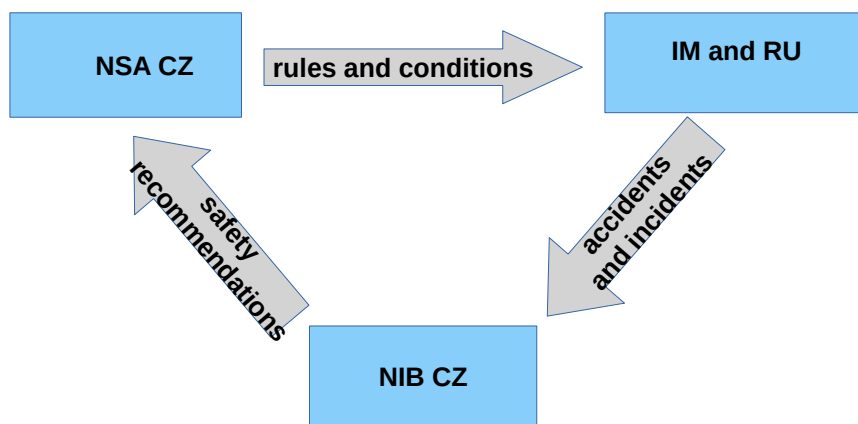 NSA CZ
rules and conditions
IM and RU
accidents
and incidents
safety
recommendations
NIB CZ